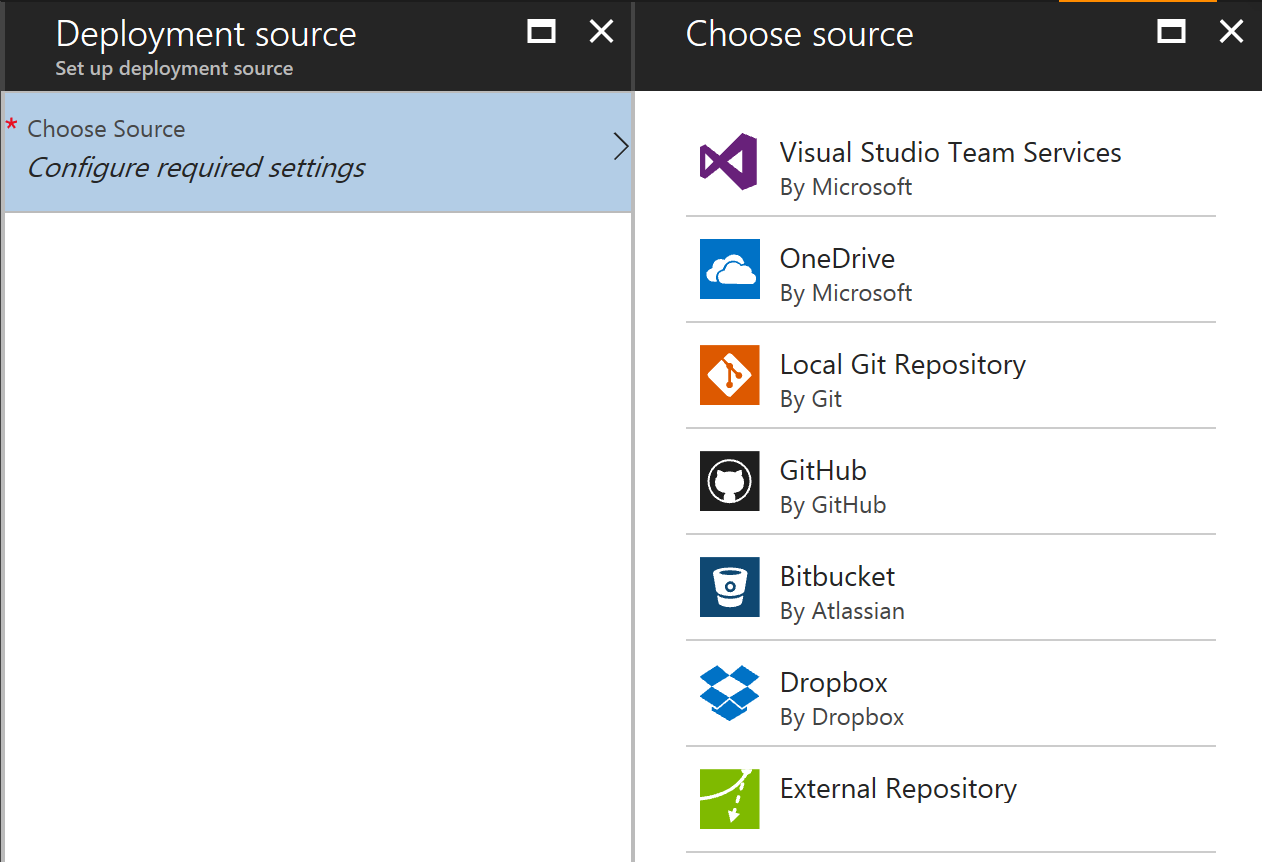 Deployment source
Set up deployment source
* Choose Source
Configure required settings
Choose source
Visual Studio Team Services
By Microsoft
OneDrive
By Microsoft
Local Git Repository
By Git
GitHub
By GitHub
Bitbucket
By Atlassian
Dropbox
By Dropbox
External Repository